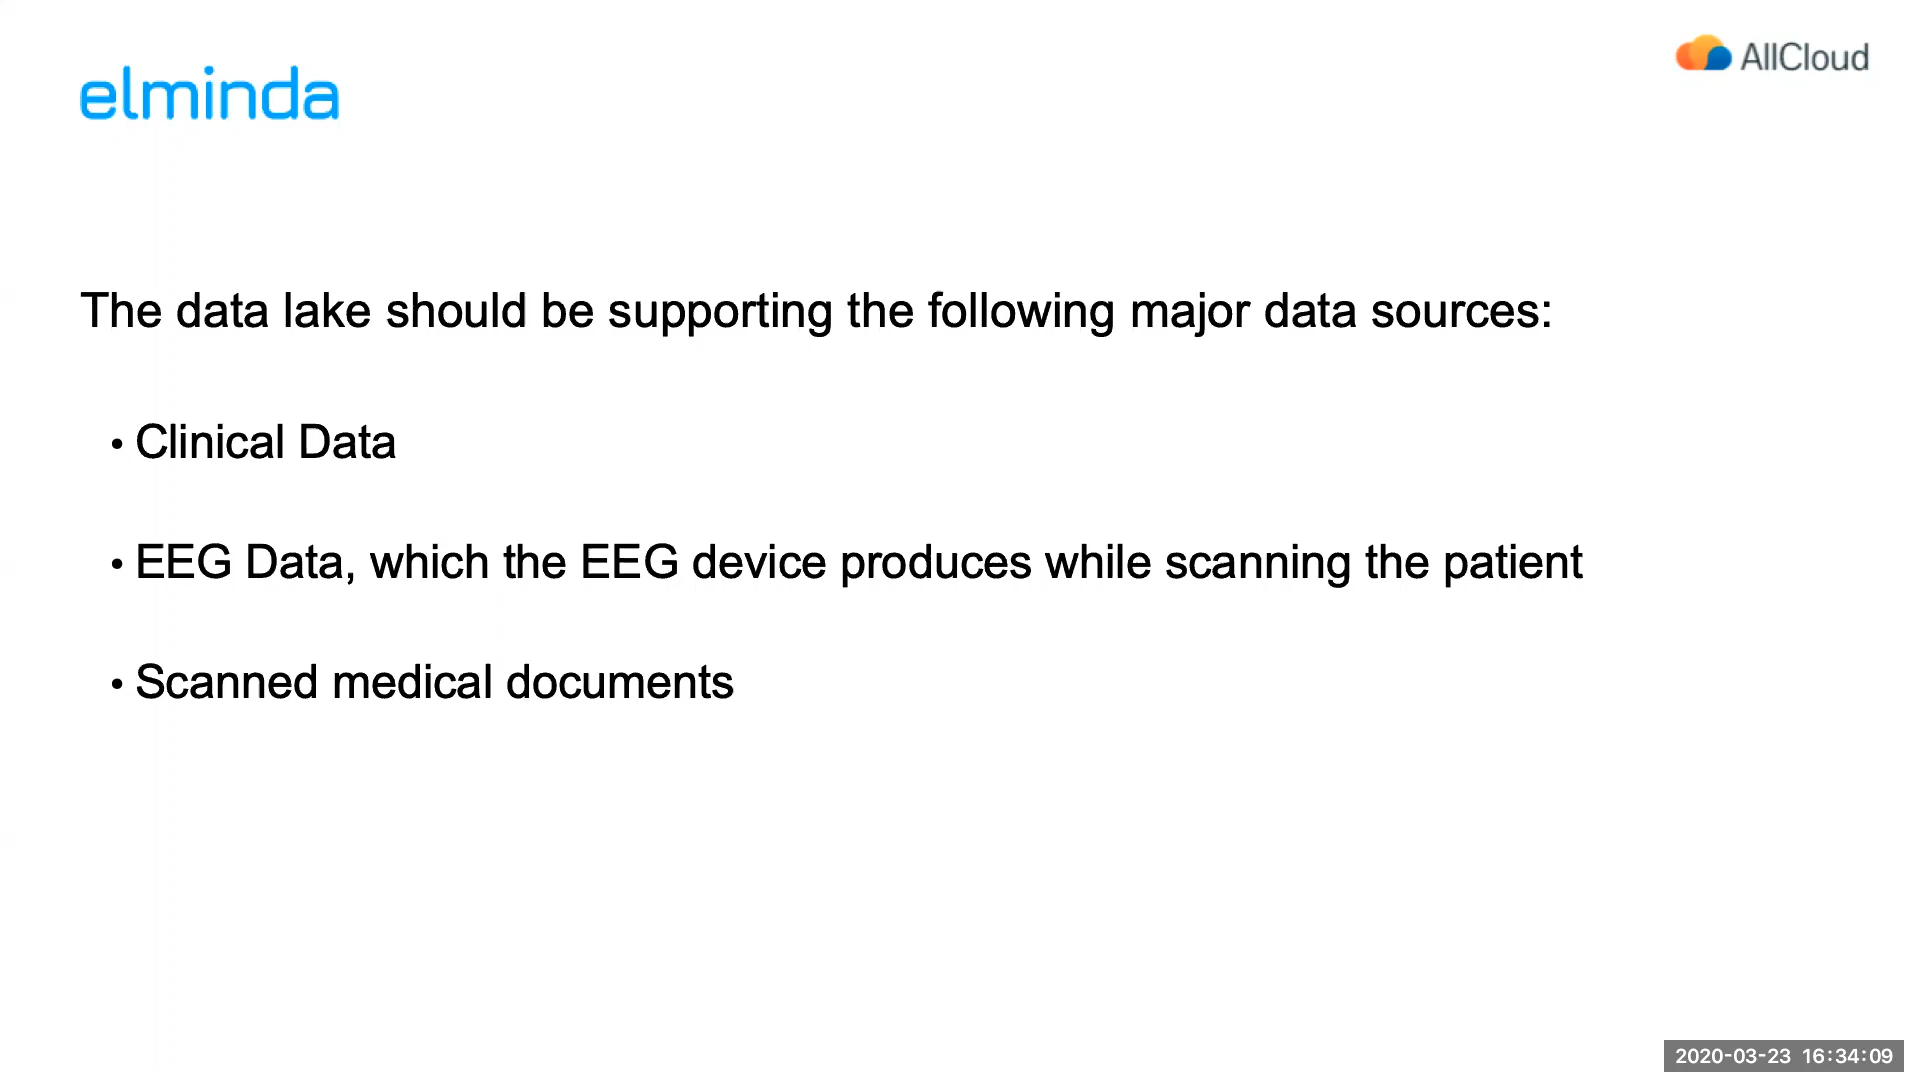 elminda
AllCloud
The data lake should be supporting the following major data sources:
• Clinical Data
• EEG Data, which the EEG device produces while scanning the patient
• Scanned medical documents
2020-03-23 16:34:09